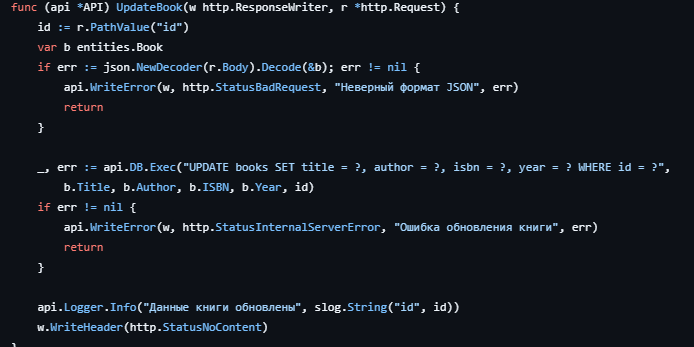 func (api *API) UpdateBook(w http.ResponseWriter, r *http.Request) {
    id := r.PathValue("id")
    var b entities.Book
    if err := json.NewDecoder(r.Body).Decode(&b); err != nil {
        api.WriteError(w, http.StatusBadRequest, "Неверный формат JSON", err)
        return
    }

    _, err := api.DB.Exec("UPDATE books SET title = ?, author = ?, isbn = ?, year = ? WHERE id = ?",
        b.Title, b.Author, b.ISBN, b.Year, id)
    if err != nil {
        api.WriteError(w, http.StatusInternalServerError, "Ошибка обновления книги", err)
        return
    }

    api.Logger.Info("Данные книги обновлены", slog.String("id", id))
    w.WriteHeader(http.StatusNoContent)
}